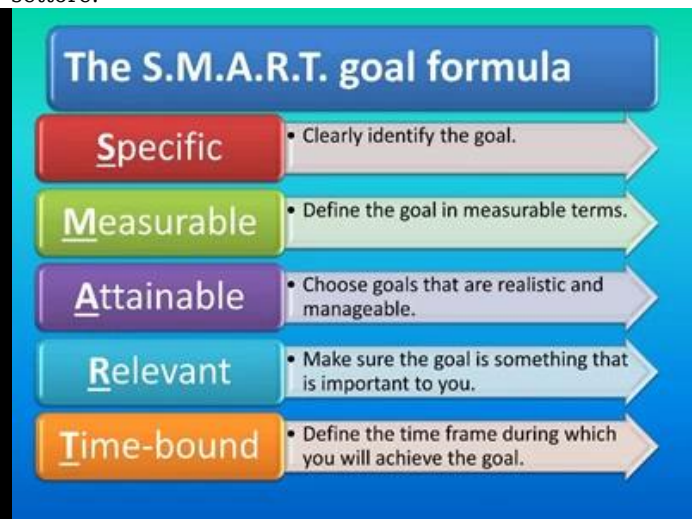 The S.M.A.R.T. goal formula
Specific
• Clearly identify the goal.
Measurable
• Define the goal in measurable terms.
Attainable
• Choose goals that are realistic and
manageable.
Relevant
• Make sure the goal is something that
is important to you.
Time-bound
• Define the time frame during which
you will achieve the goal.